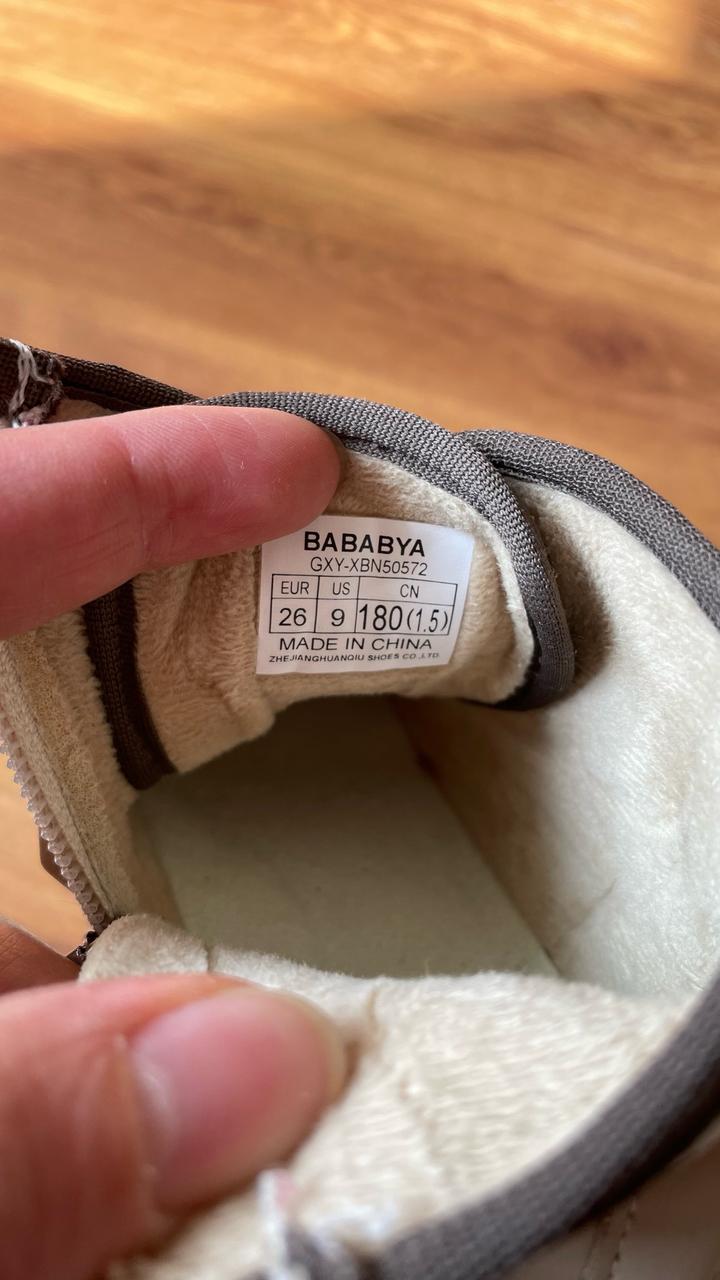 BABABYA
GXY-XBN50572
EUR US CN
26 9 180(1.5)
MADE IN CHINA
ZHEJIANGHUANQIU SHOES CO.,LTD.